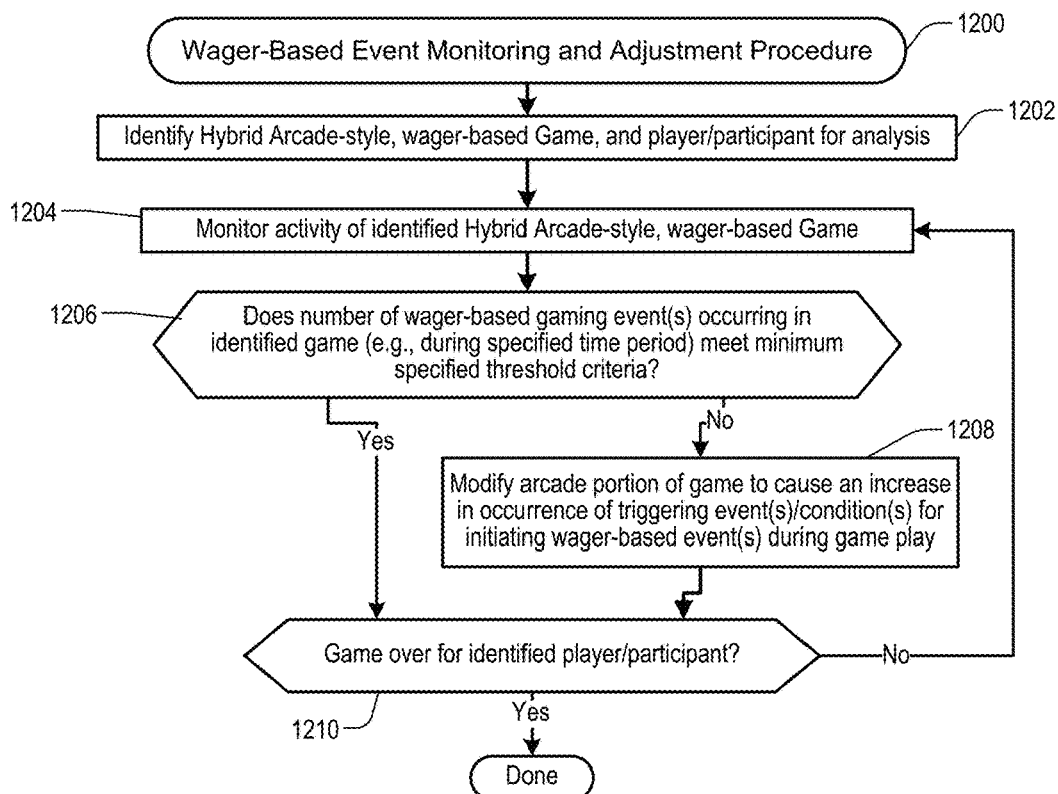 1200
Wager-Based Event Monitoring and Adjustment Procedure
1202
Identify Hybrid Arcade-style, wager-based Game, and player/participant for analysis
1204
Monitor activity of identified Hybrid Arcade-style, wager-based Game
1206
Does number of wager-based gaming event(s) occurring in
identified game (e.g., during specified time period) meet minimum
specified threshold criteria?
Yes
No
1208
Modify arcade portion of game to cause an increase
in occurrence of triggering event(s)/condition(s) for
initiating wager-based event(s) during game play
Game over for identified player/participant?
No
1210
Yes
Done